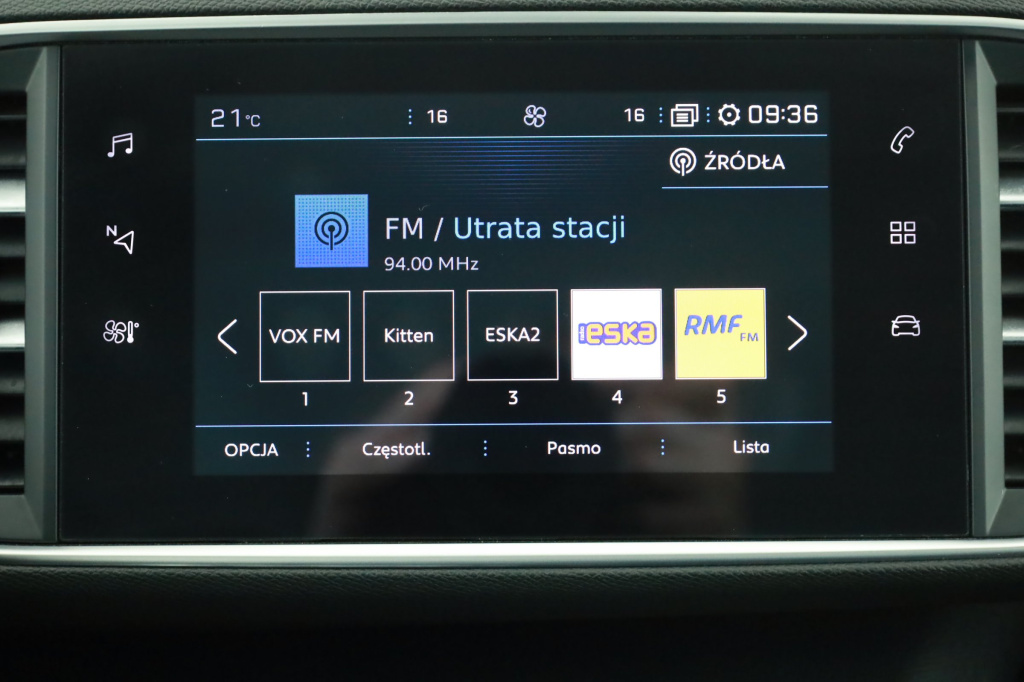 21°C 16 16 09:36
ŹRÓDŁA
FM / Utrata stacji
94.00 MHz
N
VOX FM Kitten ESKA2 eska RMF FM
1 2 3 4 5
OPCJA Częstotl. Pasmo Lista